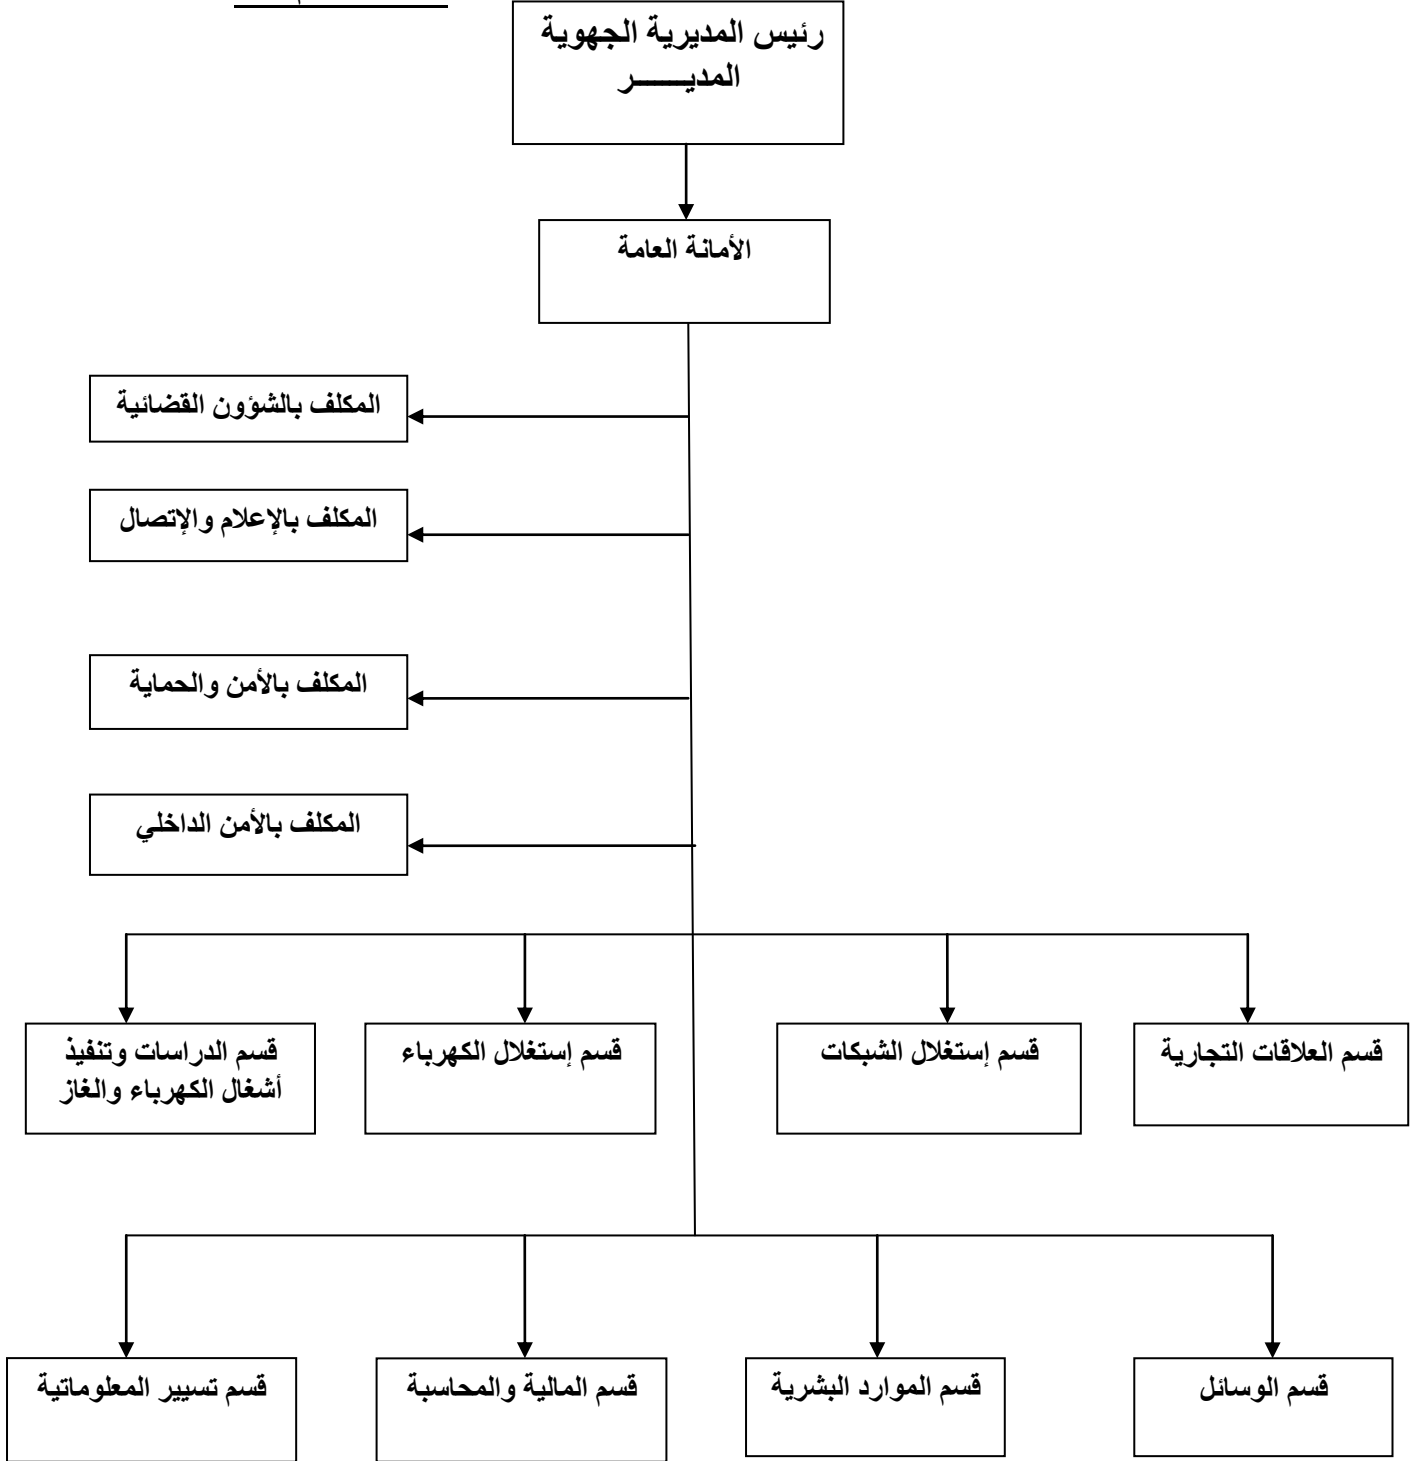 رئيس المديرية الجهوية
المديـــــــر
الأمانة العامة
المكلف بالشؤون القضائية
المكلف بالإعلام والإتصال
المكلف بالأمن والحماية
المكلف بالأمن الداخلي
قسم العلاقات التجارية
قسم إستغلال الشبكات
قسم إستغلال الكهرباء
قسم الدراسات وتنفيذ
أشغال الكهرباء والغاز
قسم الوسائل
قسم الموارد البشرية
قسم المالية والمحاسبة
قسم تسيير المعلوماتية